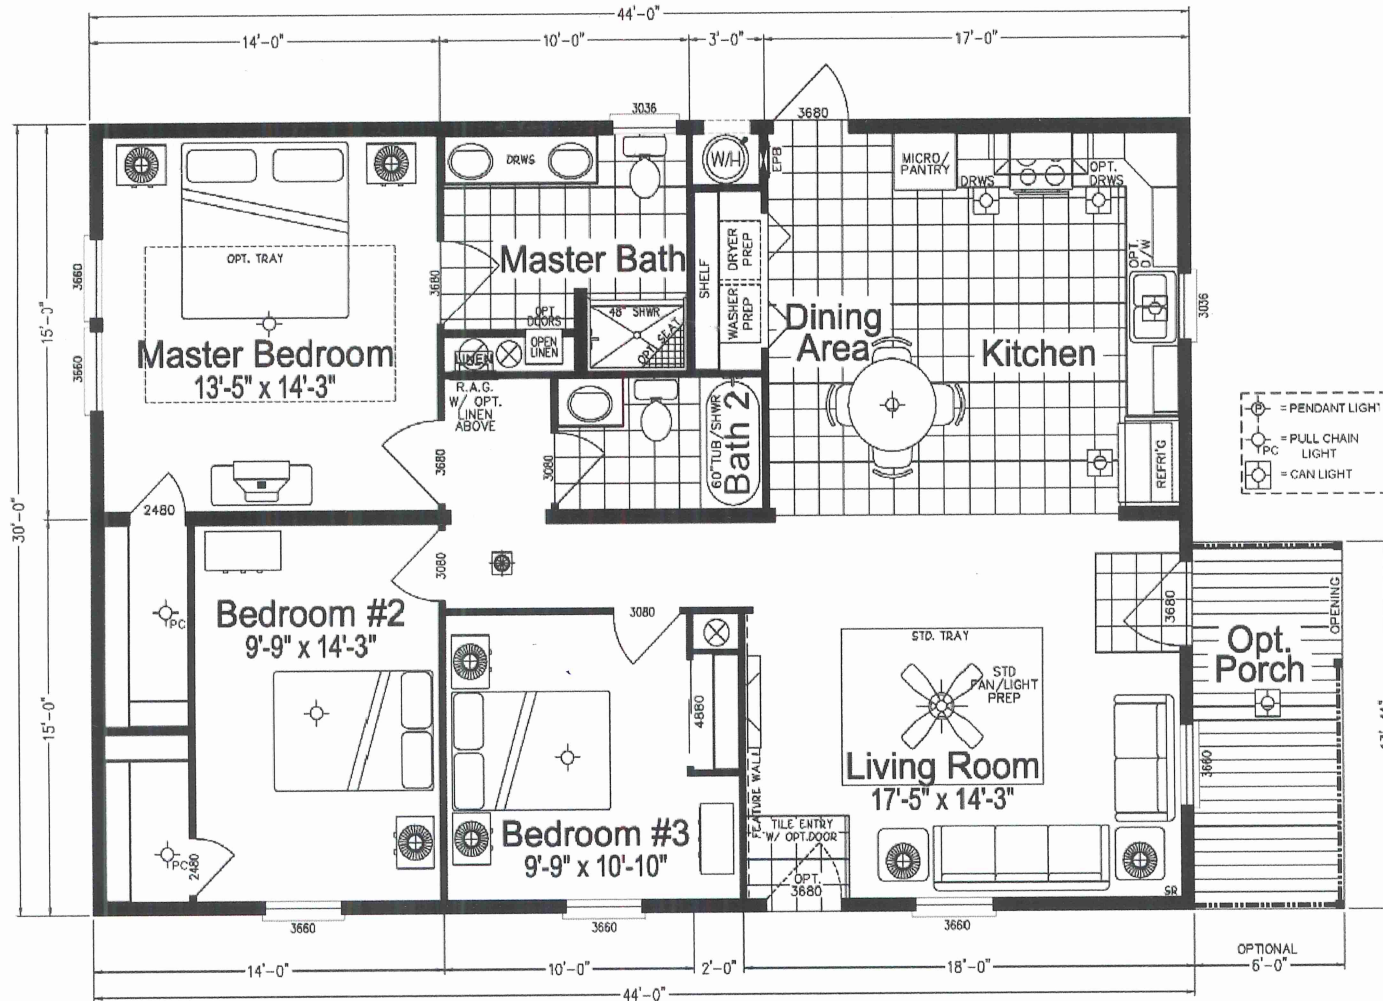 44'-0"
14'-0"
10'-0"
3'-0"
17'-0"
3036
3680
W/H
EPB
MICRO/
PANTRY
DRWS
OPT.
DRWS
DRWS
OPT. TRAY
Master Bath
3660
3680
SHELF
DRYER
PREP
WASHER
PREP
OPT.
D/W
3036
15'-0"
3660
Master Bedroom
13'-5" x 14'-3"
OPT
DOORS
OPEN
LINEN
LINEN
48" SHWR
OPT. SEAT
Dining
Area
Kitchen
R.A.G.
W/ OPT.
LINEN
ABOVE
60"TUB/SHWR
Bath 2
P
= PENDANT LIGHT
PC
= PULL CHAIN
LIGHT
= CAN LIGHT
3680
3080
REFRI'G
2480
30'-0"
3080
3080
3680
OPENING
Bedroom #2
9'-9" x 14'-3"
PC
STD. TRAY
STD
FAN/LIGHT
PREP
Opt.
Porch
15'-0"
4880
Living Room
17'-5" x 14'-3"
3660
FEATURE WALL
Bedroom #3
9'-9" x 10'-10"
TILE ENTRY
W/ OPT.DOOR
OPT.
3680
PC
2480
SR
3660
3660
3660
14'-0"
10'-0"
2'-0"
18'-0"
OPTIONAL
6'-0"
44'-0"